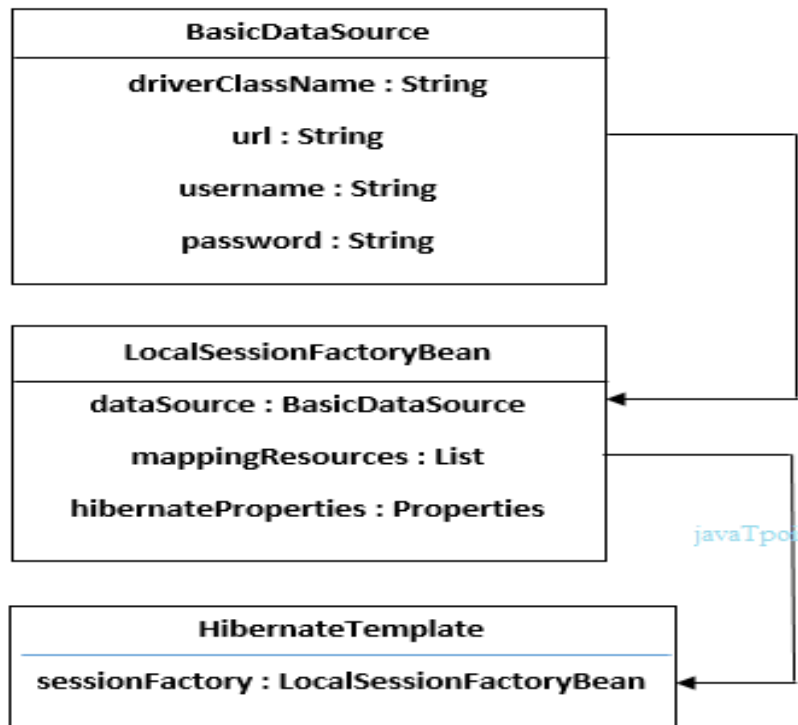 BasicDataSource
driverClassName : String
url : String
username : String
password : String
LocalSessionFactoryBean
dataSource : BasicDataSource
mappingResources : List
hibernateProperties : Properties
javaTpoi
HibernateTemplate
sessionFactory : LocalSessionFactoryBean